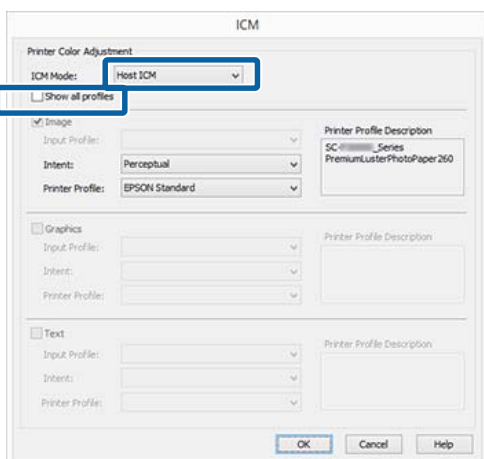 ICM
Printer Color Adjustment
ICM Mode: Host ICM
Show all profiles
Image
Input Profile:
Intent: Perceptual
Printer Profile: EPSON Standard
Printer Profile Description
SC- _Series
PremiumLusterPhotoPaper260
Graphics
Input Profile:
Intent:
Printer Profile:
Printer Profile Description
Text
Input Profile:
Intent:
Printer Profile:
Printer Profile Description
OK Cancel Help